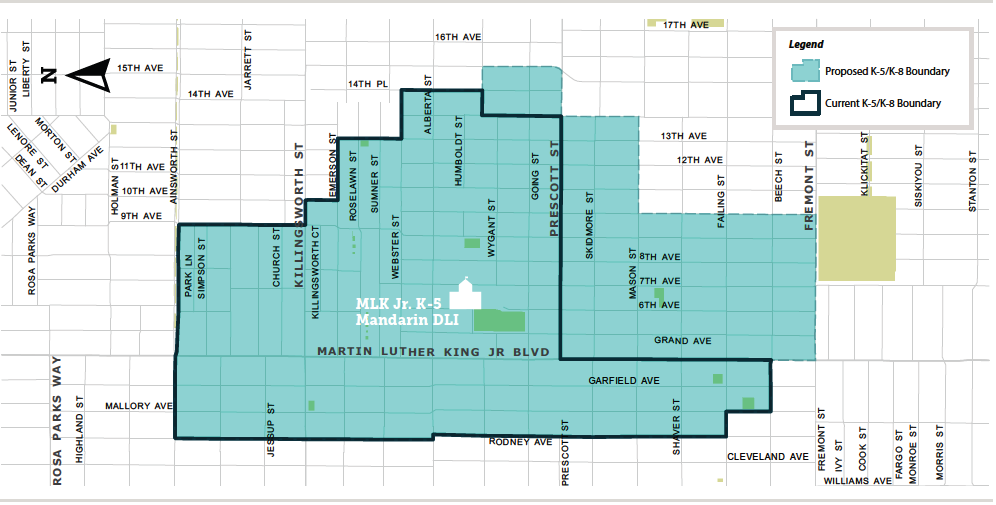 17TH AVE
16TH AVE
Legend
Proposed K-5/K-8 Boundary
Current K-5/K-8 Boundary
JUNIOR ST
LIBERTY ST
N
15TH AVE
JARRETT ST
14TH AVE
14TH PL
ALBERTA ST
MORTON ST
LENORE ST
DEAN ST
DURHAM AVE
HOLMAN ST
11TH AVE
10TH AVE
9TH AVE
AINSWORTH ST
KILLINGSWORTH ST
EMERSON ST
ROSELAWN ST
SUMNER ST
HUMBOLDT ST
GOING ST
PRESCOTT ST
13TH AVE
12TH AVE
BEECH ST
FREMONT ST
KLICKITAT ST
SISKIYOU ST
STANTON ST
FAILING ST
SKIDMORE ST
WYGANT ST
WEBSTER ST
ROSA PARKS WAY
PARK LN
SIMPSON ST
CHURCH ST
KILLINGSWORTH CT
MASON ST
8TH AVE
7TH AVE
6TH AVE
MLK Jr. K-5
Mandarin DLI
GRAND AVE
MARTIN LUTHER KING JR BLVD
GARFIELD AVE
ROSA PARKS WAY
HIGHLAND ST
MALLORY AVE
JESSUP ST
RODNEY AVE
PRESCOTT ST
SHAVER ST
CLEVELAND AVE
FREMONT ST
IVY ST
COOK ST
FARGO ST
MONROE ST
MORRIS ST
WILLIAMS AVE